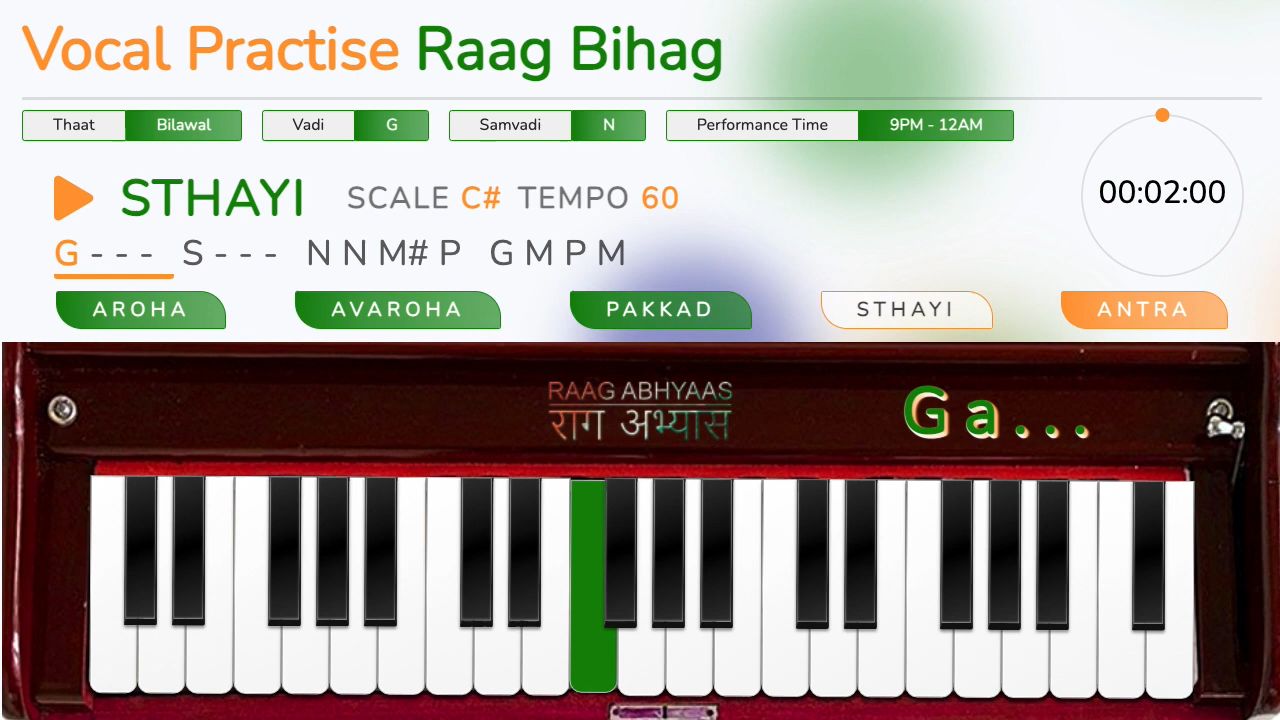 Vocal Practise Raag Bihag
Thaat Bilawal Vadi G Samvadi N Performance Time 9PM - 12AM
00:02:00
STHAYI SCALE C# TEMPO 60
G - - - S - - - N N M# P G M P M
AROHA AVAROHA PAKKAD STHAYI ANTRA
RAAG ABHYAAS
राग अभ्यास
Ga...